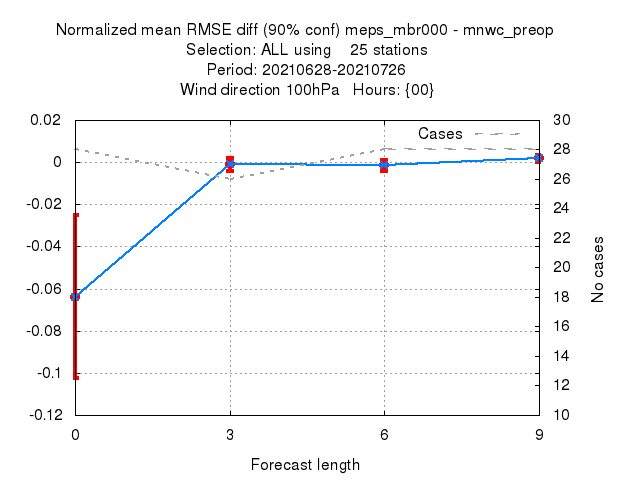 Normalized mean RMSE diff (90% conf) meps_mbr000 - mnwc_preop
Selection: ALL using 25 stations
Period: 20210628-20210726
Wind direction 100hPa Hours: {00}
Cases
0.02
0
-0.02
-0.04
-0.06
-0.08
-0.1
-0.12
30
28
26
24
22
20
18
16
14
12
10
No cases
0 3 6 9
Forecast length